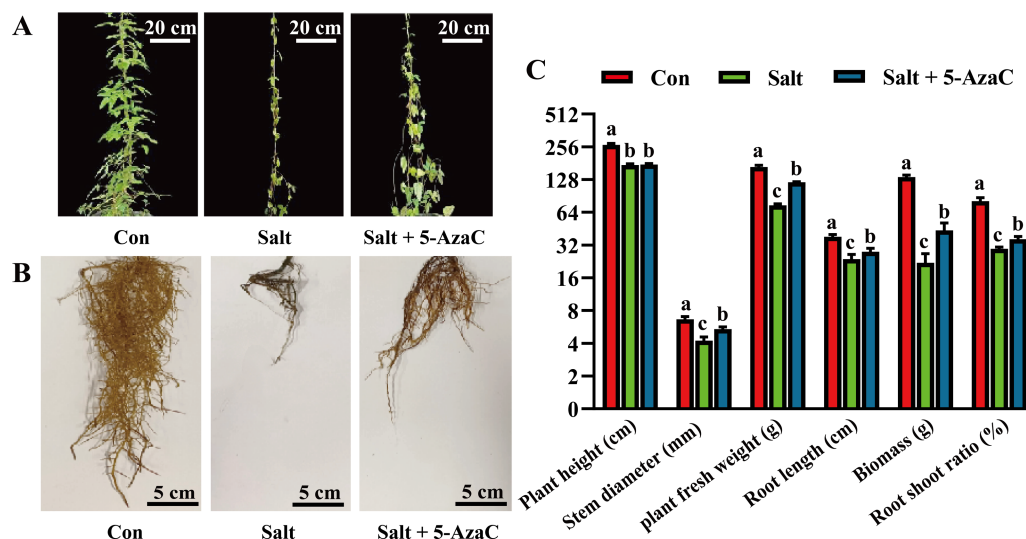 A
20 cm
20 cm
20 cm
Con
Salt
Salt + 5-AzaC
B
5 cm
5 cm
5 cm
Con
Salt
Salt + 5-AzaC
C
Con
Salt
Salt + 5-AzaC
512
256
128
64
32
16
8
4
2
0
a
b
b
a
c
b
a
c
b
a
c
b
a
c
b
a
c
b
Plant height (cm)
Stem diameter (mm)
plant fresh weight (g)
Root length (cm)
Biomass (g)
Root shoot ratio (%)